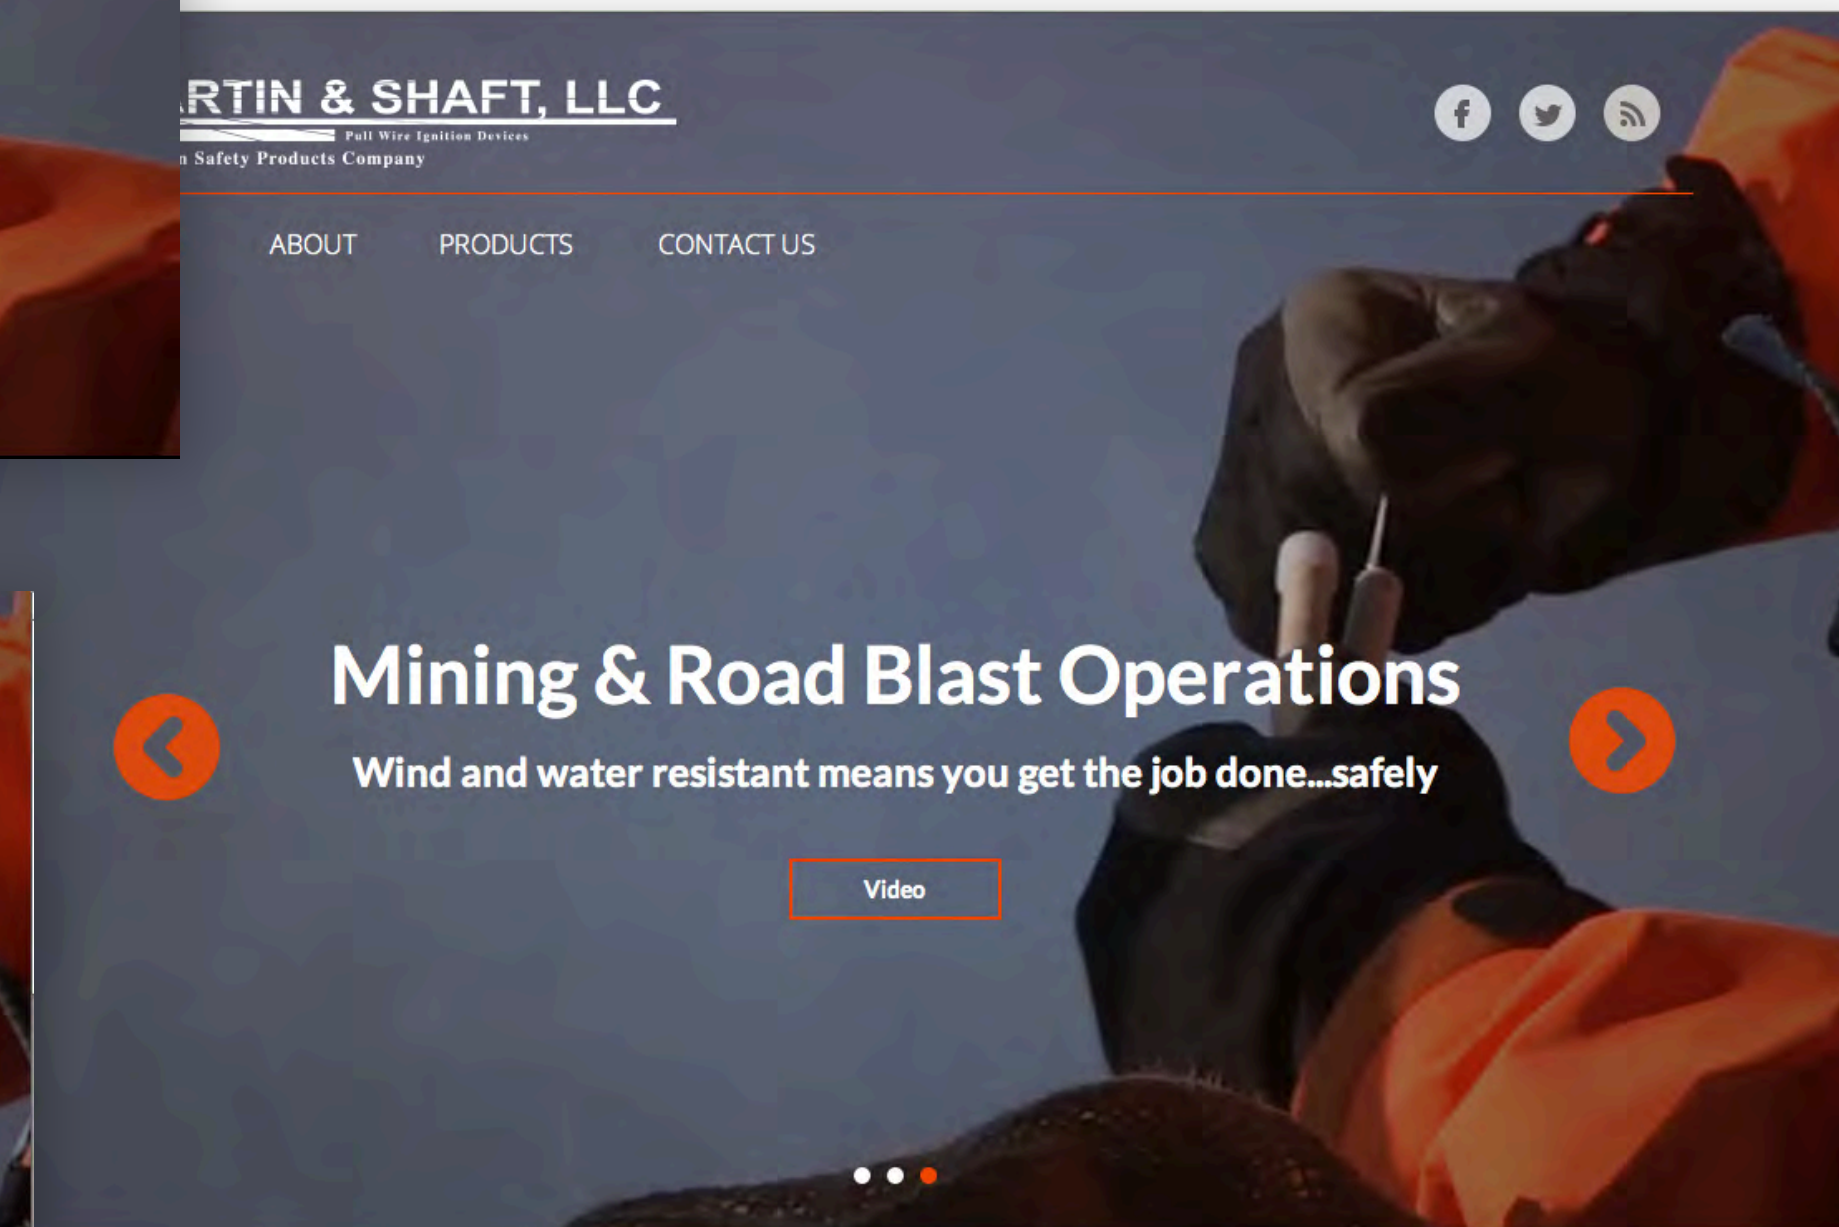 ARTIN & SHAFT, LLC
Pull Wire Ignition Devices
n Safety Products Company
ABOUT PRODUCTS CONTACT US
Mining & Road Blast Operations
Wind and water resistant means you get the job done...safely
Video